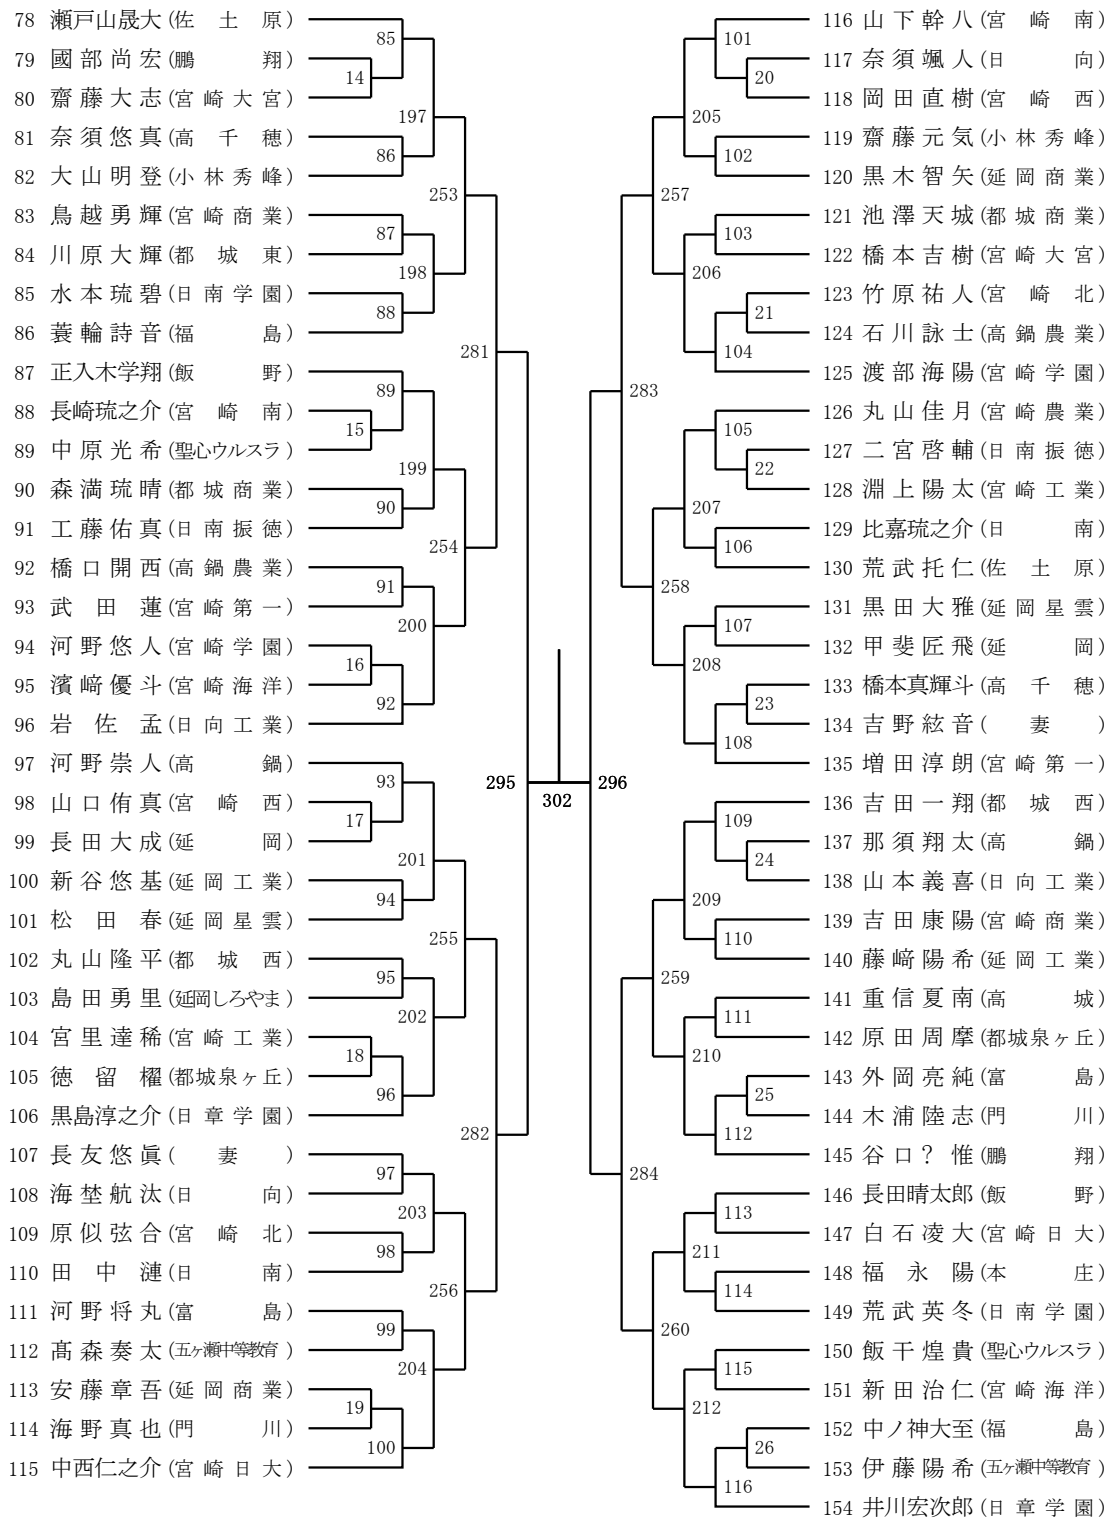 78 瀬戸山晟大 (佐土原)
79 國部尚宏 (鵬翔)
80 齋藤大志 (宮崎大宮)
81 奈須悠真 (高千穂)
82 大山明登 (小林秀峰)
83 鳥越勇輝 (宮崎商業)
84 川原大輝 (都城東)
85 水本琉碧 (日南学園)
86 蓑輪詩音 (福島)
87 正入木学翔 (飯野)
88 長崎琉之介 (宮崎南)
89 中原光希 (聖心ウルスラ)
90 森満琉晴 (都城商業)
91 工藤佑真 (日南振徳)
92 橋口開西 (高鍋農業)
93 武田蓮 (宮崎第一)
94 河野悠人 (宮崎学園)
95 濱﨑優斗 (宮崎海洋)
96 岩佐孟 (日向工業)
97 河野崇人 (高鍋)
98 山口侑真 (宮崎西)
99 長田大成 (延岡)
100 新谷悠基 (延岡工業)
101 松田春 (延岡星雲)
102 丸山隆平 (都城西)
103 島田勇里 (延岡しろやま)
104 宮里達稀 (宮崎工業)
105 徳留櫂 (都城泉ヶ丘)
106 黒島淳之介 (日章学園)
107 長友悠眞 (妻)
108 海埜航汰 (日向)
109 原似弦合 (宮崎北)
110 田中漣 (日南)
111 河野将丸 (富島)
112 髙森奏太 (五ヶ瀬中等教育)
113 安藤章吾 (延岡商業)
114 海野真也 (門川)
115 中西仁之介 (宮崎日大)
85
14
197
86
253
87
198
88
281
89
15
199
90
254
91
200
16
92
93
17
201
94
255
95
202
18
96
282
97
203
98
256
99
204
19
100
295
302
296
101
20
205
102
257
103
206
21
104
283
105
22
207
106
258
107
208
23
108
109
24
209
110
259
111
210
25
112
284
113
211
114
260
115
212
26
116
116 山下幹八 (宮崎南)
117 奈須颯人 (日向)
118 岡田直樹 (宮崎西)
119 齋藤元気 (小林秀峰)
120 黒木智矢 (延岡商業)
121 池澤天城 (都城商業)
122 橋本吉樹 (宮崎大宮)
123 竹原祐人 (宮崎北)
124 石川詠士 (高鍋農業)
125 渡部海陽 (宮崎学園)
126 丸山佳月 (宮崎農業)
127 二宮啓輔 (日南振徳)
128 淵上陽太 (宮崎工業)
129 比嘉琉之介 (日南)
130 荒武托仁 (佐土原)
131 黒田大雅 (延岡星雲)
132 甲斐匠飛 (延岡)
133 橋本真輝斗 (高千穂)
134 吉野絃音 (妻)
135 増田淳朗 (宮崎第一)
136 吉田一翔 (都城西)
137 那須翔太 (高鍋)
138 山本義喜 (日向工業)
139 吉田康陽 (宮崎商業)
140 藤﨑陽希 (延岡工業)
141 重信夏南 (高城)
142 原田周摩 (都城泉ヶ丘)
143 外岡亮純 (富島)
144 木浦陸志 (門川)
145 谷口?惟 (鵬翔)
146 長田晴太郎 (飯野)
147 白石凌大 (宮崎日大)
148 福永陽 (本庄)
149 荒武英冬 (日南学園)
150 飯干煌貴 (聖心ウルスラ)
151 新田治仁 (宮崎海洋)
152 中ノ神大至 (福島)
153 伊藤陽希 (五ヶ瀬中等教育)
154 井川宏次郎 (日章学園)